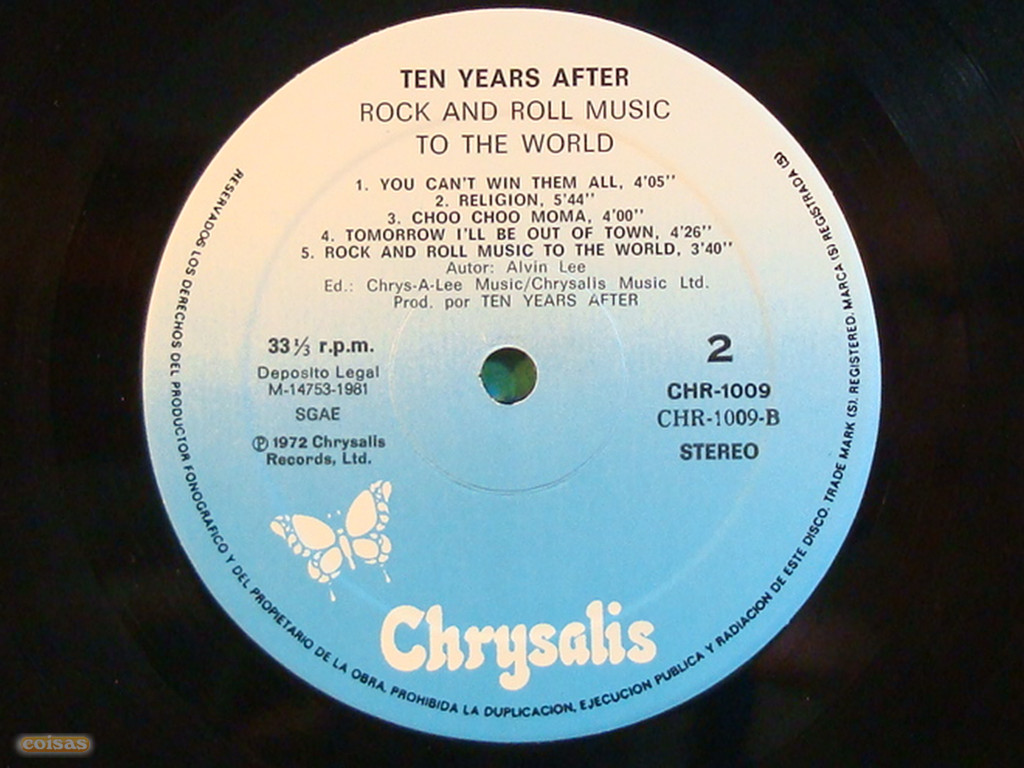 TEN YEARS AFTER
ROCK AND ROLL MUSIC
TO THE WORLD
1. YOU CAN'T WIN THEM ALL, 4'05''
2. RELIGION, 5'44''
3. CHOO CHOO MOMA, 4'00''
4. TOMORROW I'LL BE OUT OF TOWN, 4'26''
5. ROCK AND ROLL MUSIC TO THE WORLD, 3'40''
Autor: Alvin Lee
Ed.: Chrys-A-Lee Music/Chrysalis Music Ltd.
Prod. por TEN YEARS AFTER
33⅓ r.p.m.
Deposito Legal
M-14753-1981
SGAE
℗ 1972 Chrysalis
Records, Ltd.
2
CHR-1009
CHR-1009-B
STEREO
Chrysalis
RESERVADOS LOS DERECHOS DEL PRODUCTOR FONOGRAFICO Y DEL PROPIETARIO DE LA OBRA. PROHIBIDA LA DUPLICACION, EJECUCION PUBLICA Y RADIACION DE ESTE DISCO. TRADE MARK (S). REGISTERED. MARCA (S) REGISTRADA (S)
coisas